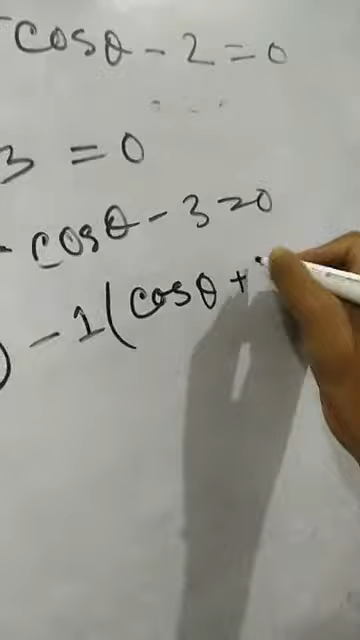 cosθ - 2 = 0
3 = 0
- cosθ - 3 = 0
) - 1(cosθ +